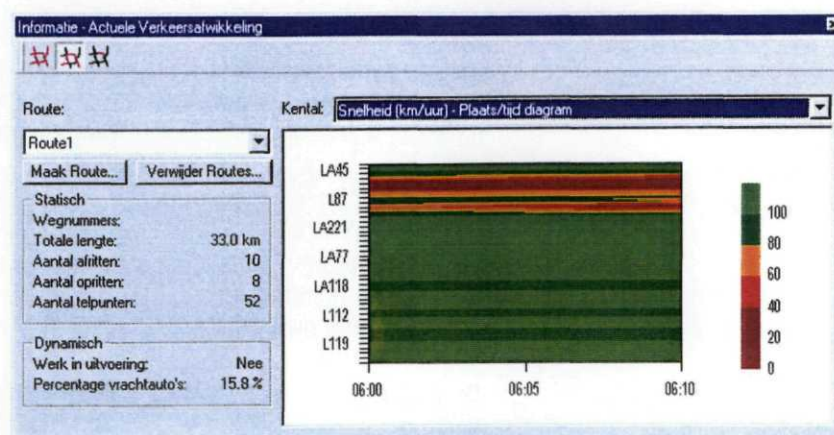 Informatie - Actuele Verkeersafwikkeling
Route:
Kental: Snelheid (km/uur) - Plaats/tijd diagram
Route1
Maak Route... Verwijder Routes...
Statisch
Wegnummers:
Totale lengte: 33.0 km
Aantal afritten: 10
Aantal opritten: 8
Aantal telpunten: 52
Dynamisch
Werk in uitvoering: Nee
Percentage vrachtauto's: 15.8 %
LA45
L87
LA221
LA77
LA118
L112
L119
06:00 06:05 06:10
100
80
60
40
20
0